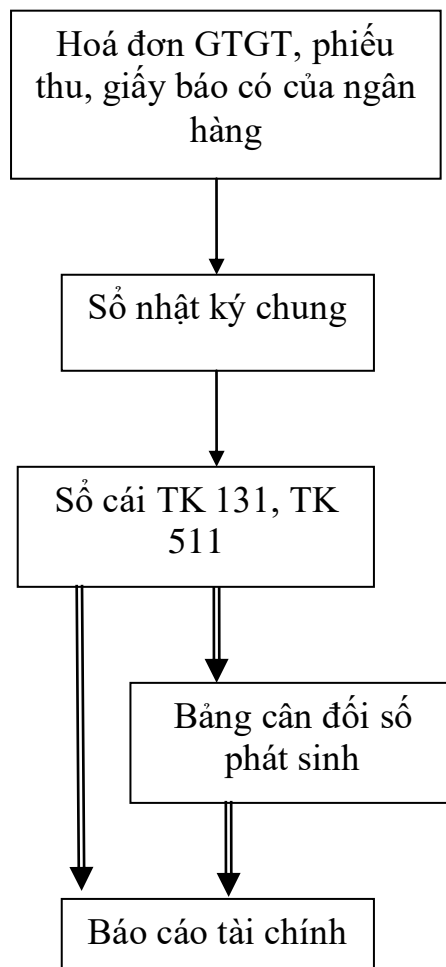 Hoá đơn GTGT, phiếu
thu, giấy báo có của ngân
hàng
Sổ nhật ký chung
Sổ cái TK 131, TK
511
Bảng cân đối số
phát sinh
Báo cáo tài chính